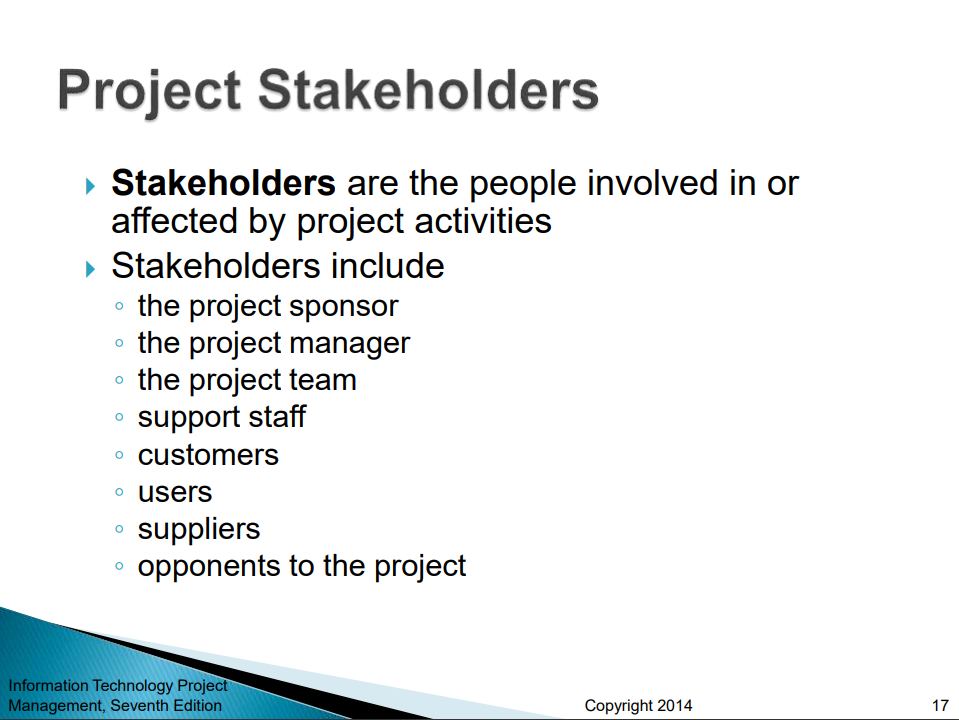 Project Stakeholders
Stakeholders are the people involved in or
affected by project activities
Stakeholders include
the project sponsor
the project manager
the project team
support staff
customers
users
suppliers
opponents to the project
Information Technology Project
Management, Seventh Edition
Copyright 2014
17